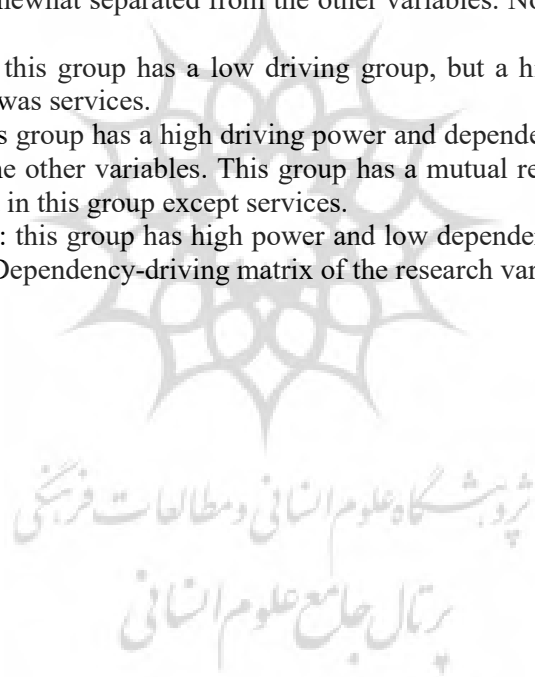 mewhat separated from the other variables. No
this group has a low driving group, but a h
was services.
s group has a high driving power and depende
ne other variables. This group has a mutual re
in this group except services.
: this group has high power and low depende
Dependency-driving matrix of the research var
پژوهشگاه علوم انسانی و مطالعات فرهنگی
پرتال جامع علوم انسانی